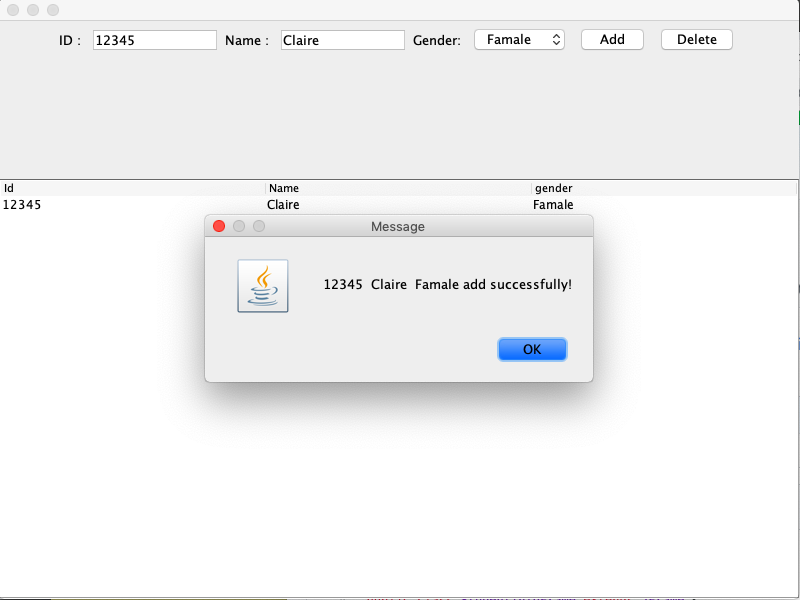 ID : 12345 Name : Claire Gender: Famale Add Delete
Id Name gender
12345 Claire Famale
Message
12345 Claire Famale add successfully!
OK